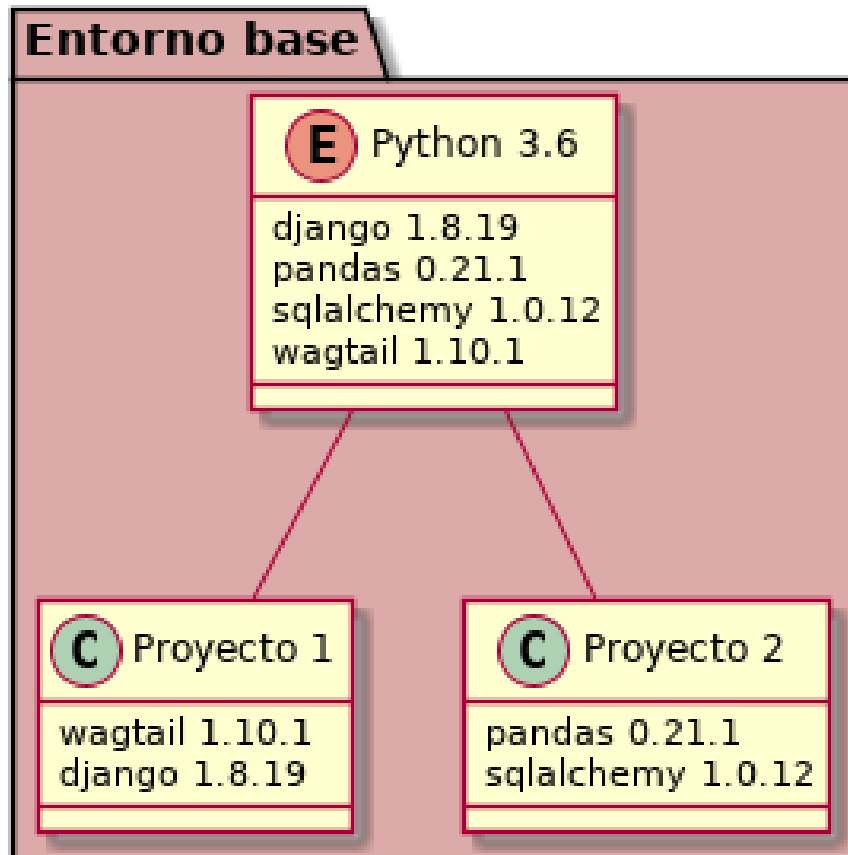 Entorno base
E Python 3.6
django 1.8.19
pandas 0.21.1
sqlalchemy 1.0.12
wagtail 1.10.1
C Proyecto 1
wagtail 1.10.1
django 1.8.19
C Proyecto 2
pandas 0.21.1
sqlalchemy 1.0.12